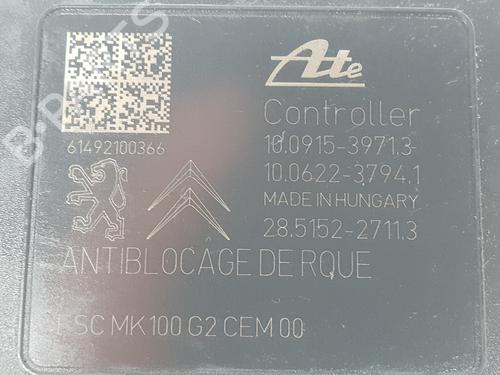 Ate
61492100366
Controller
10.0915-3971.3
10.0622-3794.1
MADE IN HUNGARY
28.5152-2711.3
ANTIBLOCAGE DE ROUE
ESC MK100 G2 CEM 00